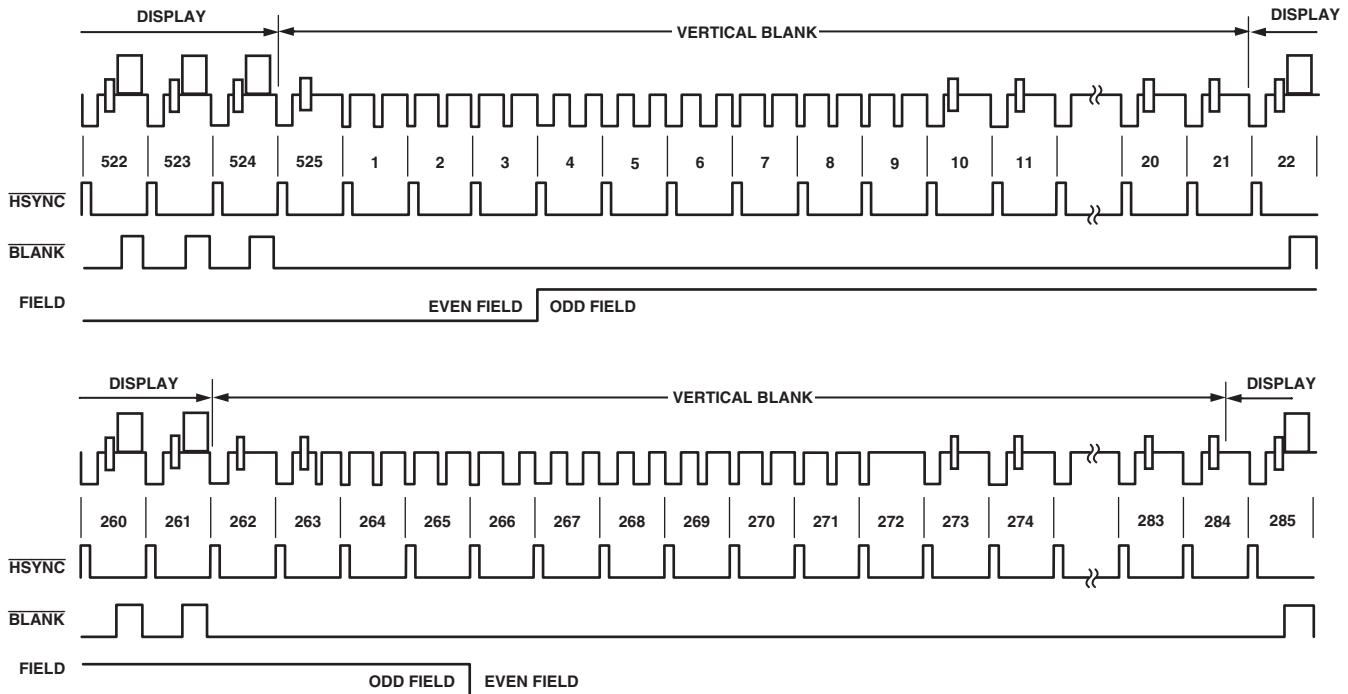 DISPLAY VERTICAL BLANK DISPLAY
522 523 524 525 1 2 3 4 5 6 7 8 9 10 11 20 21 22
HSYNC
BLANK
FIELD EVEN FIELD ODD FIELD
DISPLAY VERTICAL BLANK DISPLAY
260 261 262 263 264 265 266 267 268 269 270 271 272 273 274 283 284 285
HSYNC
BLANK
FIELD ODD FIELD EVEN FIELD